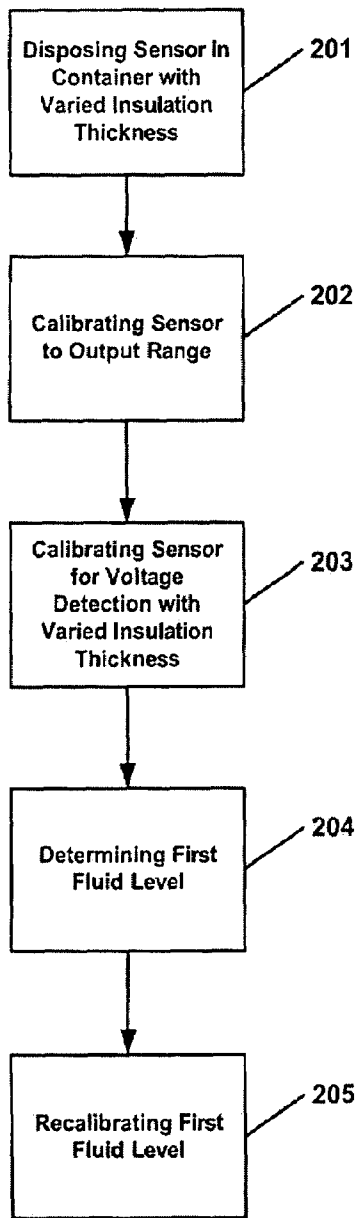 Disposing Sensor in
Container with
Varied Insulation
Thickness
201
Calibrating Sensor
to Output Range
202
Calibrating Sensor
for Voltage
Detection with
Varied Insulation
Thickness
203
Determining First
Fluid Level
204
Recalibrating First
Fluid Level
205